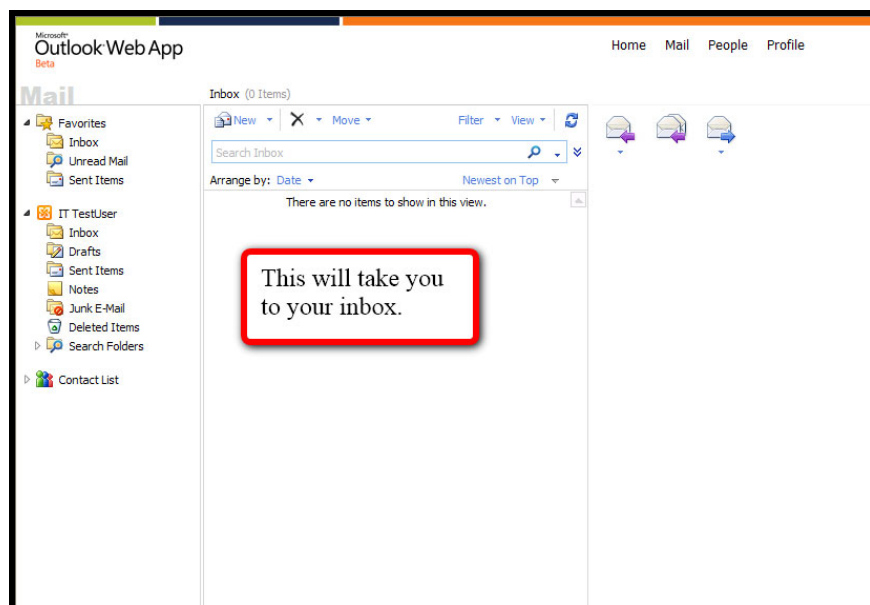 Microsoft®
Outlook Web App
Beta
Home Mail People Profile
Mail
Inbox (0 Items)
Favorites
Inbox
Unread Mail
Sent Items
IT TestUser
Inbox
Drafts
Sent Items
Notes
Junk E-Mail
Deleted Items
Search Folders
Contact List
New Move Filter View
Search Inbox
Arrange by: Date Newest on Top
There are no items to show in this view.
This will take you
to your inbox.